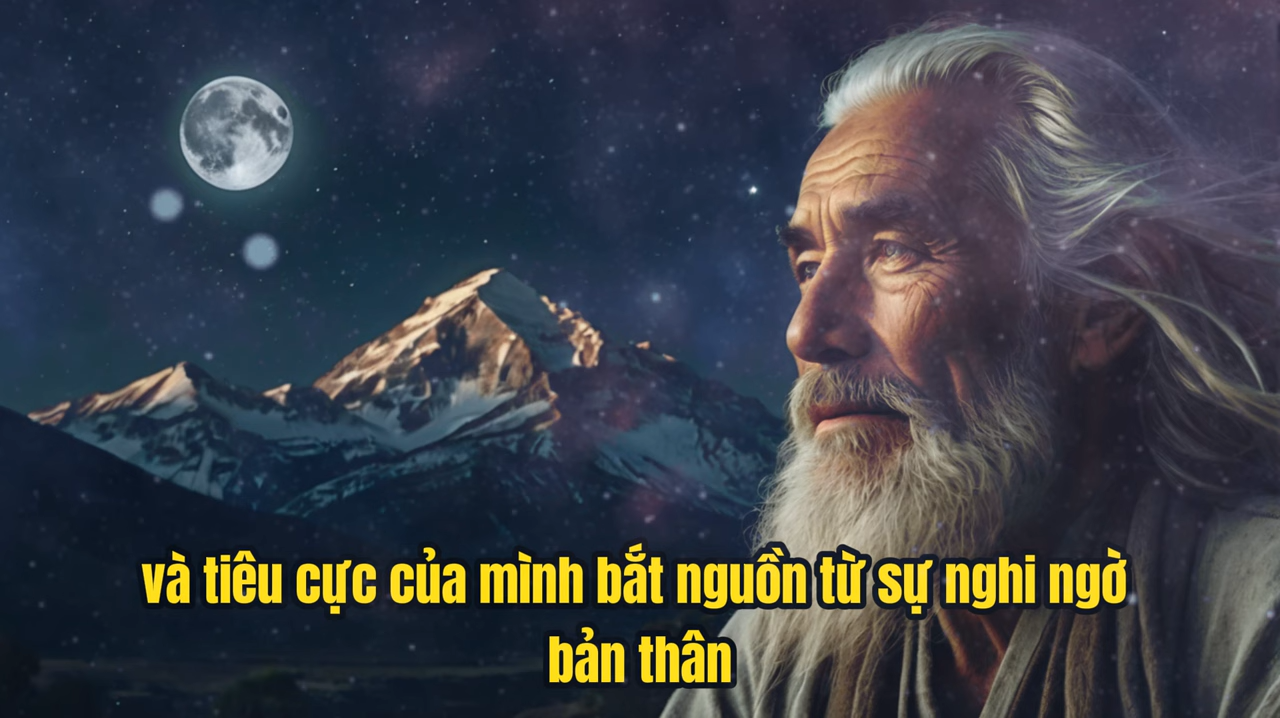 và tiêu cực của mình bắt nguồn từ sự nghi ngờ
bản thân